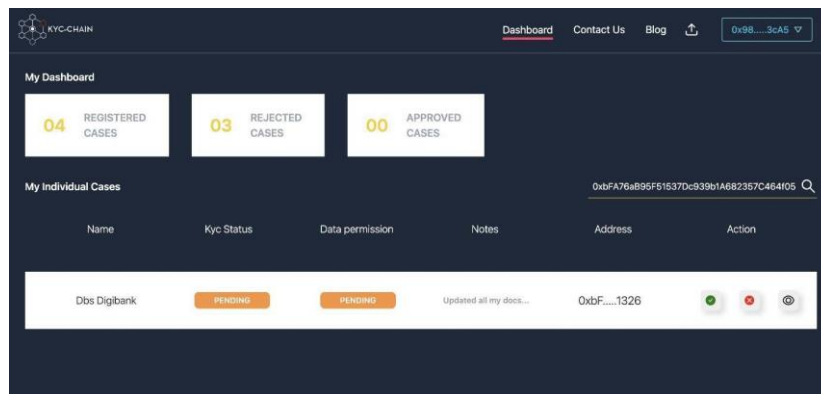 KYC-CHAIN
Dashboard Contact Us Blog 0x98.....3cA5
My Dashboard
04 REGISTERED CASES
03 REJECTED CASES
00 APPROVED CASES
My Individual Cases
0xbFA76aB95F51537Dc939b1A682357C464f05
Name Kyc Status Data permission Notes Address Action
Dbs Digibank PENDING PENDING Updated all my docs... 0xbF.....1326